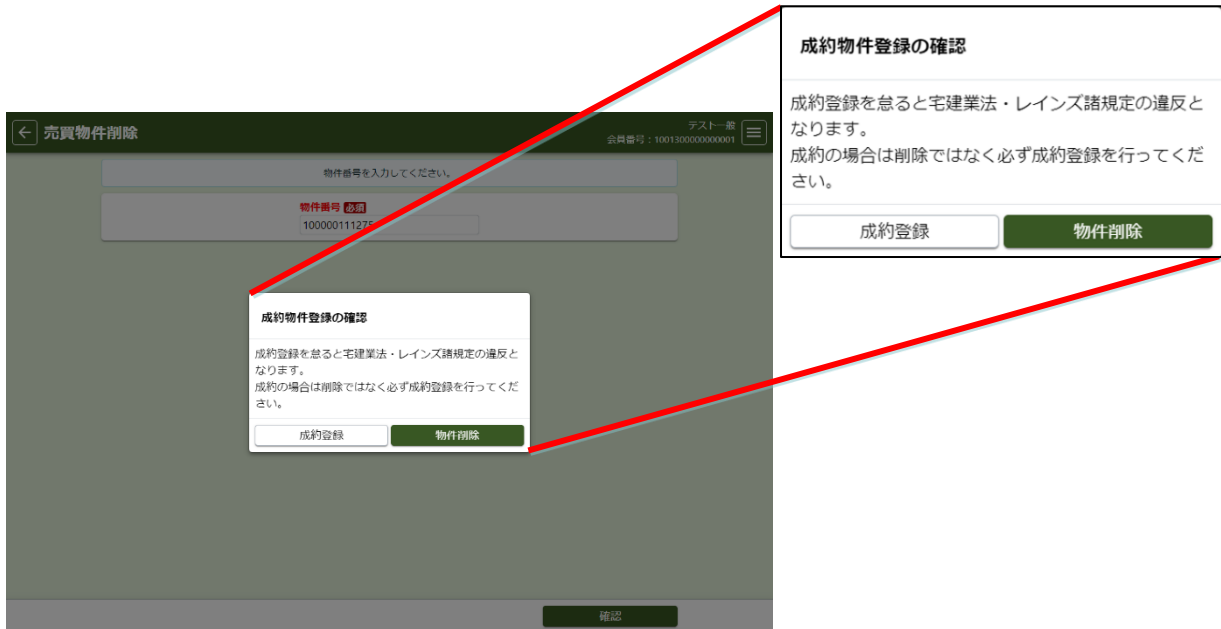 成約物件登録の確認
成約登録を怠ると宅建業法・レインズ諸規定の違反と
なります。
成約の場合は削除ではなく必ず成約登録を行ってくだ
さい。
成約登録 物件削除
売買物件削除
テスト一般
会員番号:1001300000000001
物件番号を入力してください。
物件番号 必須
100000111275
成約物件登録の確認
成約登録を怠ると宅建業法・レインズ諸規定の違反と
なります。
成約の場合は削除ではなく必ず成約登録を行ってくだ
さい。
成約登録 物件削除
確認